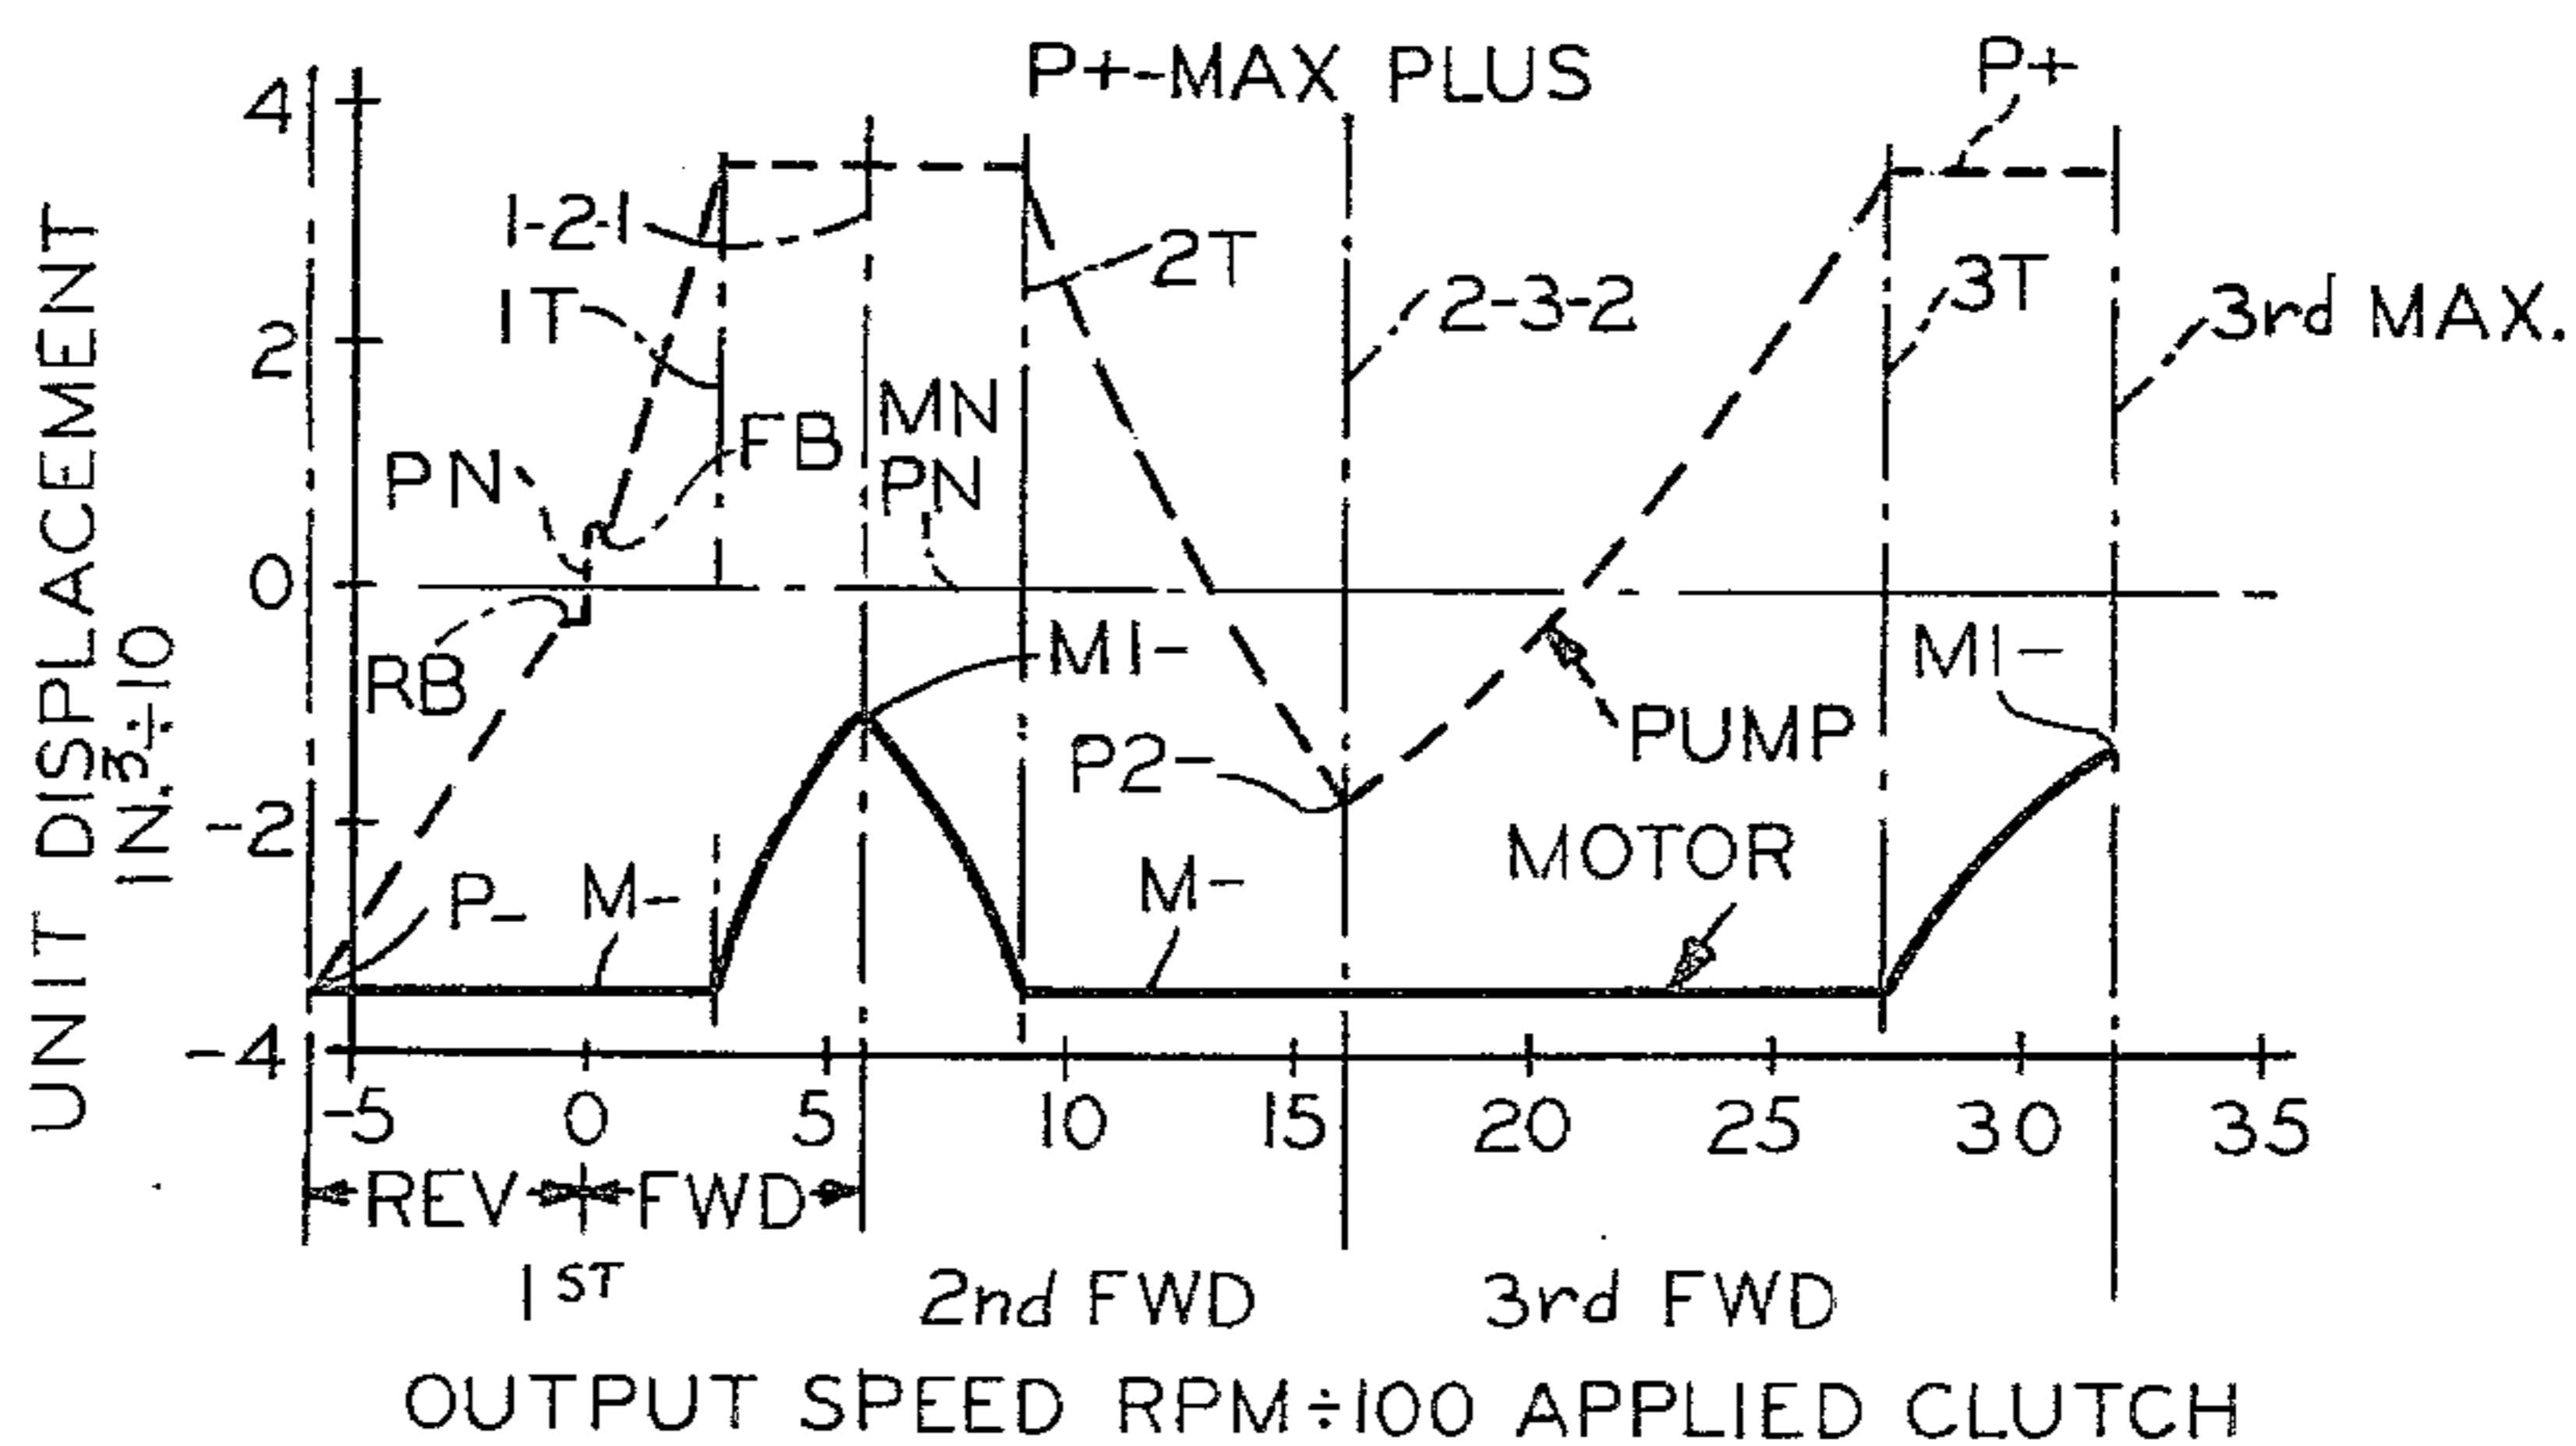 P+-MAX PLUS
P+
4
1-2-1
2T
1T
2-3-2
3T
3rd MAX.
2
MN
PN
FB
PN
0
RB
M1-
M1-
P2-
PUMP
MOTOR
-2
P-
M-
M-
-4
UNIT DISPLACEMENT
IN.3÷10
-5 0 5 10 15 20 25 30 35
REV FWD
1ST 2nd FWD 3rd FWD
OUTPUT SPEED RPM÷100 APPLIED CLUTCH